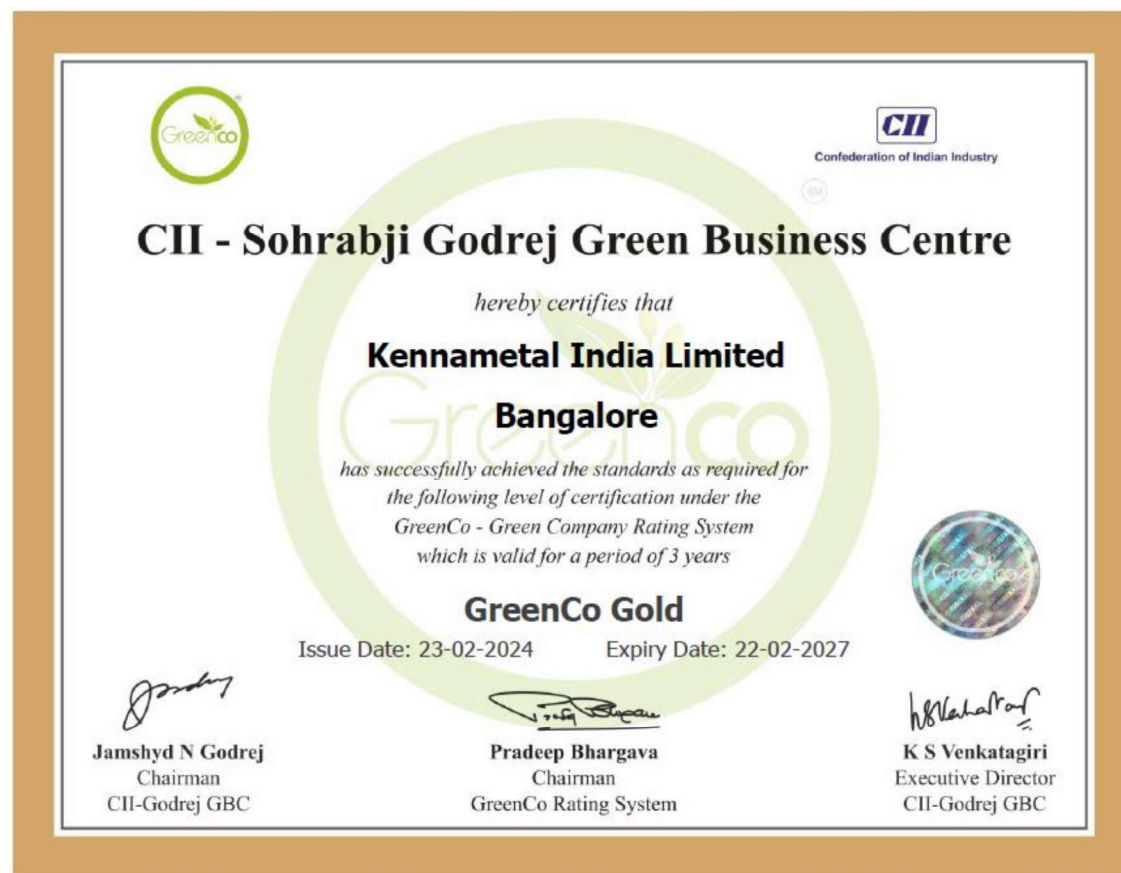 Greenco
CII
Confederation of Indian Industry
CII - Sohrabji Godrej Green Business Centre
hereby certifies that
Kennametal India Limited
Bangalore
has successfully achieved the standards as required for
the following level of certification under the
GreenCo - Green Company Rating System
which is valid for a period of 3 years
Greenco
GreenCo Gold
Issue Date: 23-02-2024 Expiry Date: 22-02-2027
Greenco
Jamshyd N Godrej
Chairman
CII-Godrej GBC
Pradeep Bhargava
Chairman
GreenCo Rating System
K S Venkatagiri
Executive Director
CII-Godrej GBC